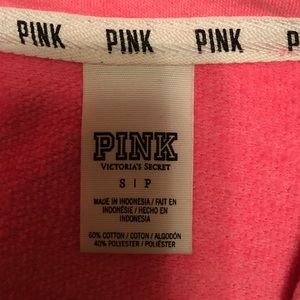 PINK PINK PINK PINK
PINK
VICTORIA'S SECRET
S | P
MADE IN INDONESIA / FAIT EN
INDONÉSIE / HECHO EN
INDONESIA
60% COTTON / COTON / ALGODÓN
40% POLYESTER / POLIÉSTER